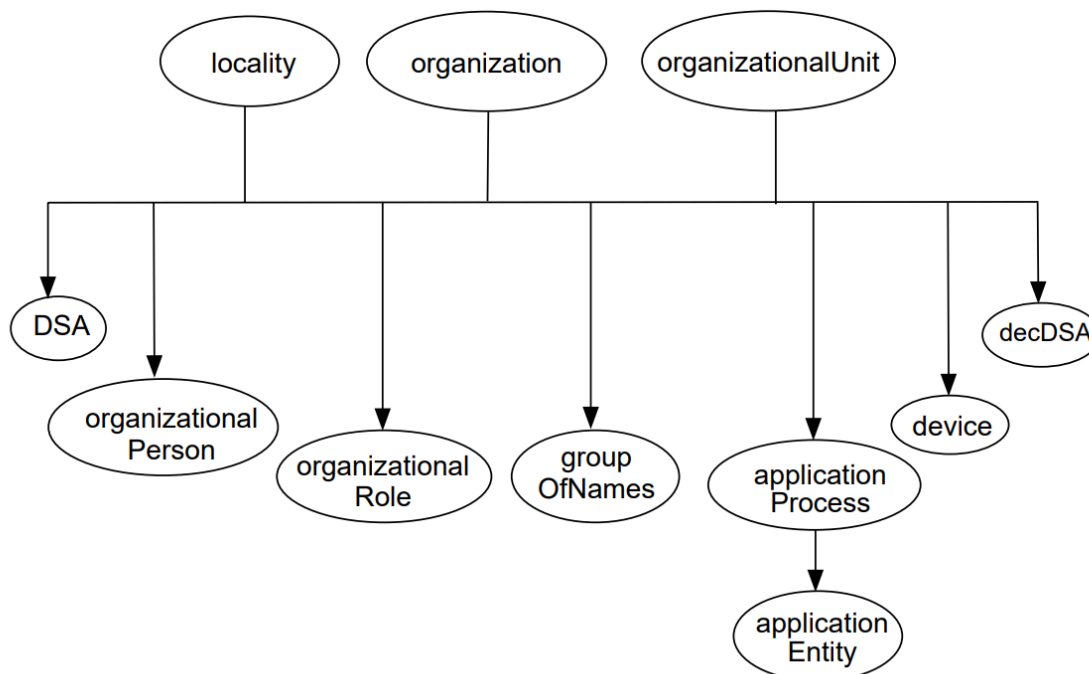 locality
organization
organizationalUnit
DSA
decDSA
organizational
Person
device
organizational
Role
group
OfNames
application
Process
application
Entity